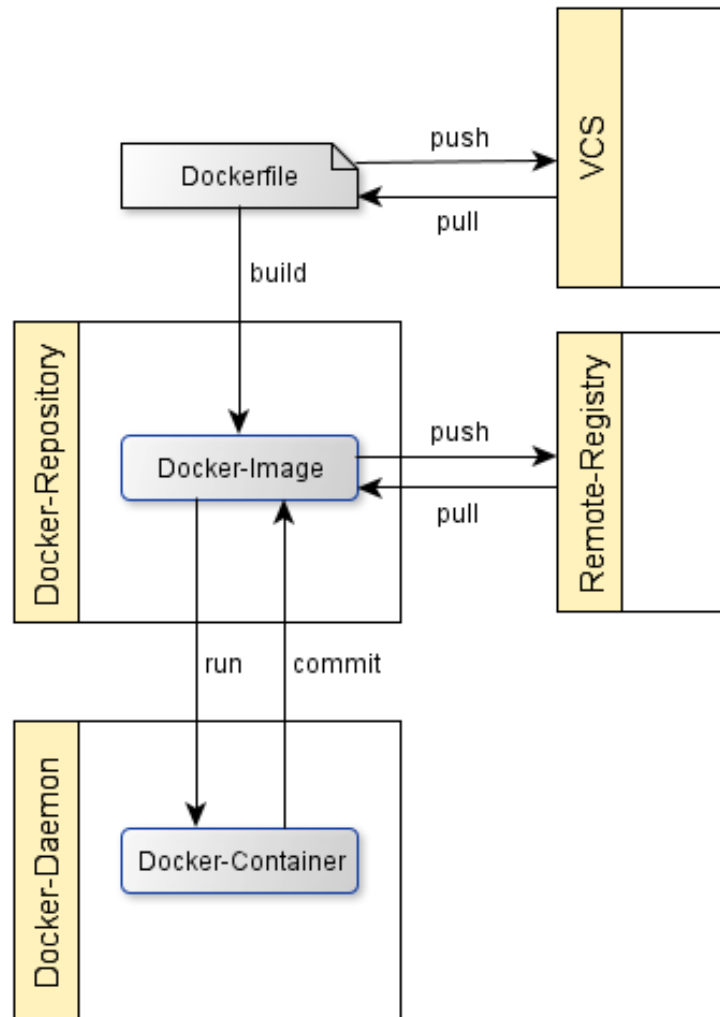 VCS
push
Dockerfile
pull
build
Docker-Repository
Remote-Registry
push
Docker-Image
pull
run
commit
Docker-Daemon
Docker-Container